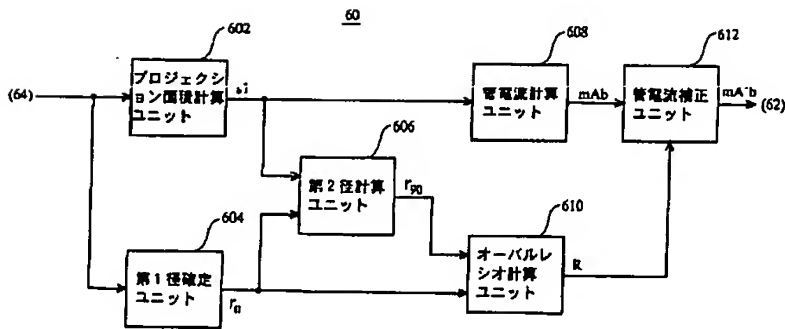 60
602
608
612
プロジェクシ
ョン面積計算
ユニット
管電流計算
ユニット
管電流補正
ユニット
(64)
si
mAb
mA'b
(62)
606
第2径計算
ユニット
r90
604
610
第1径確定
ユニット
r0
オーバルレ
シオ計算
ユニット
R